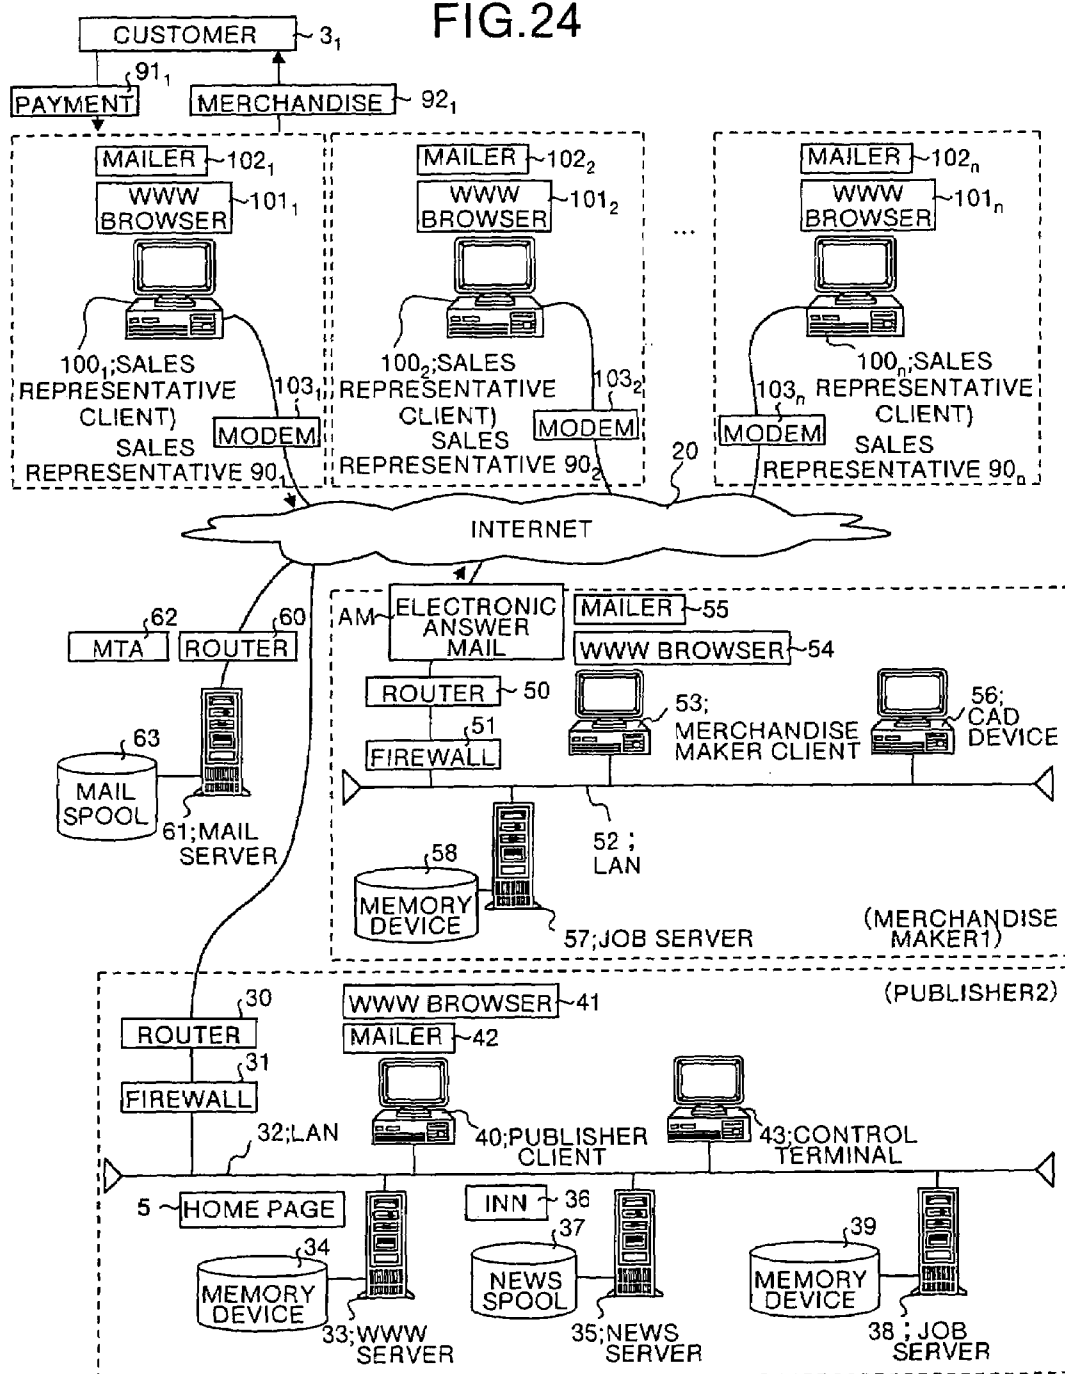 FIG.24
CUSTOMER 3₁
91₁
PAYMENT
MERCHANDISE 92₁
MAILER 102₁
WWW
BROWSER 101₁
100₁;SALES
REPRESENTATIVE
CLIENT)
103₁
MODEM
SALES
REPRESENTATIVE 90₁
MAILER 102₂
WWW
BROWSER 101₂
100₂;SALES
REPRESENTATIVE
CLIENT)
103₂
MODEM
SALES
REPRESENTATIVE 90₂
...
MAILER 102ₙ
WWW
BROWSER 101ₙ
100ₙ;SALES
REPRESENTATIVE
CLIENT)
103ₙ
MODEM
SALES
REPRESENTATIVE 90ₙ
20
INTERNET
62
MTA
60
ROUTER
63
MAIL
SPOOL
61;MAIL
SERVER
AM
ELECTRONIC
ANSWER
MAIL
MAILER 55
WWW BROWSER 54
ROUTER 50
51
FIREWALL
53;
MERCHANDISE
MAKER CLIENT
56;
CAD
DEVICE
52 ;
LAN
58
MEMORY
DEVICE
57;JOB SERVER
(MERCHANDISE
MAKER1)
(PUBLISHER2)
30
ROUTER
31
FIREWALL
WWW BROWSER 41
MAILER 42
32;LAN
40;PUBLISHER
CLIENT
43;CONTROL
TERMINAL
5 HOME PAGE
34
MEMORY
DEVICE
33;WWW
SERVER
INN 36
37
NEWS
SPOOL
35;NEWS
SERVER
39
MEMORY
DEVICE
38 ; JOB
SERVER